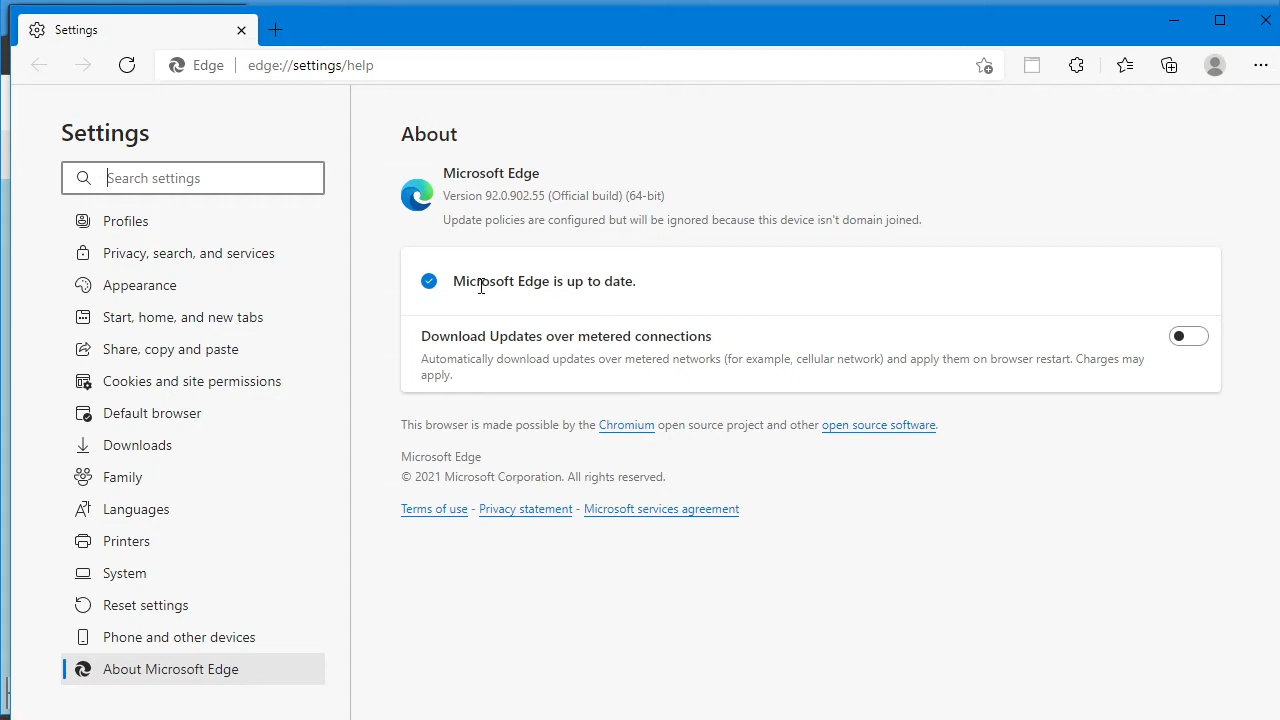 Settings
Edge
edge://settings/help
Settings
Search settings
Profiles
Privacy, search, and services
Appearance
Start, home, and new tabs
Share, copy and paste
Cookies and site permissions
Default browser
Downloads
Family
Languages
Printers
System
Reset settings
Phone and other devices
About Microsoft Edge
About
Microsoft Edge
Version 92.0.902.55 (Official build) (64-bit)
Update policies are configured but will be ignored because this device isn't domain joined.
Microsoft Edge is up to date.
Download Updates over metered connections
Automatically download updates over metered networks (for example, cellular network) and apply them on browser restart. Charges may
apply.
This browser is made possible by the Chromium open source project and other open source software.
Microsoft Edge
© 2021 Microsoft Corporation. All rights reserved.
Terms of use - Privacy statement - Microsoft services agreement